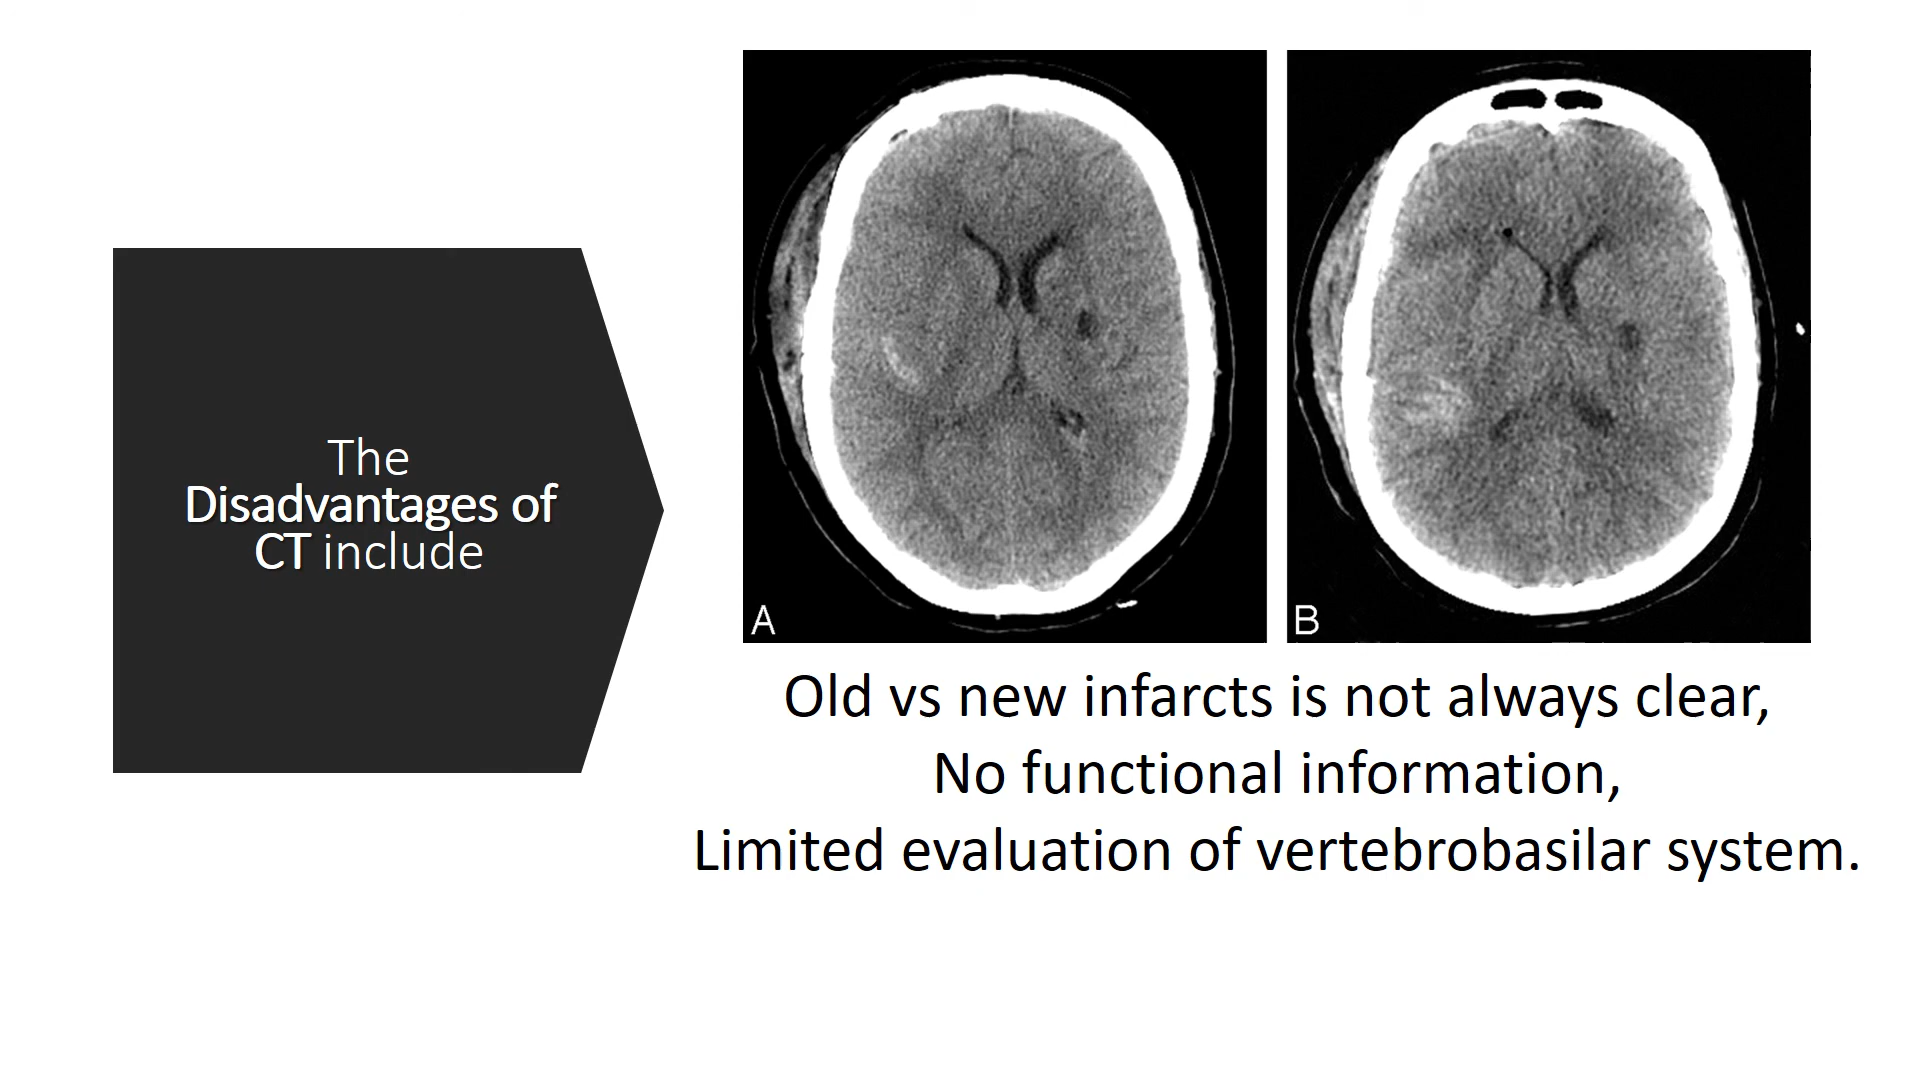 The
Disadvantages of
CT include
A
B
Old vs new infarcts is not always clear,
No functional information,
Limited evaluation of vertebrobasilar system.